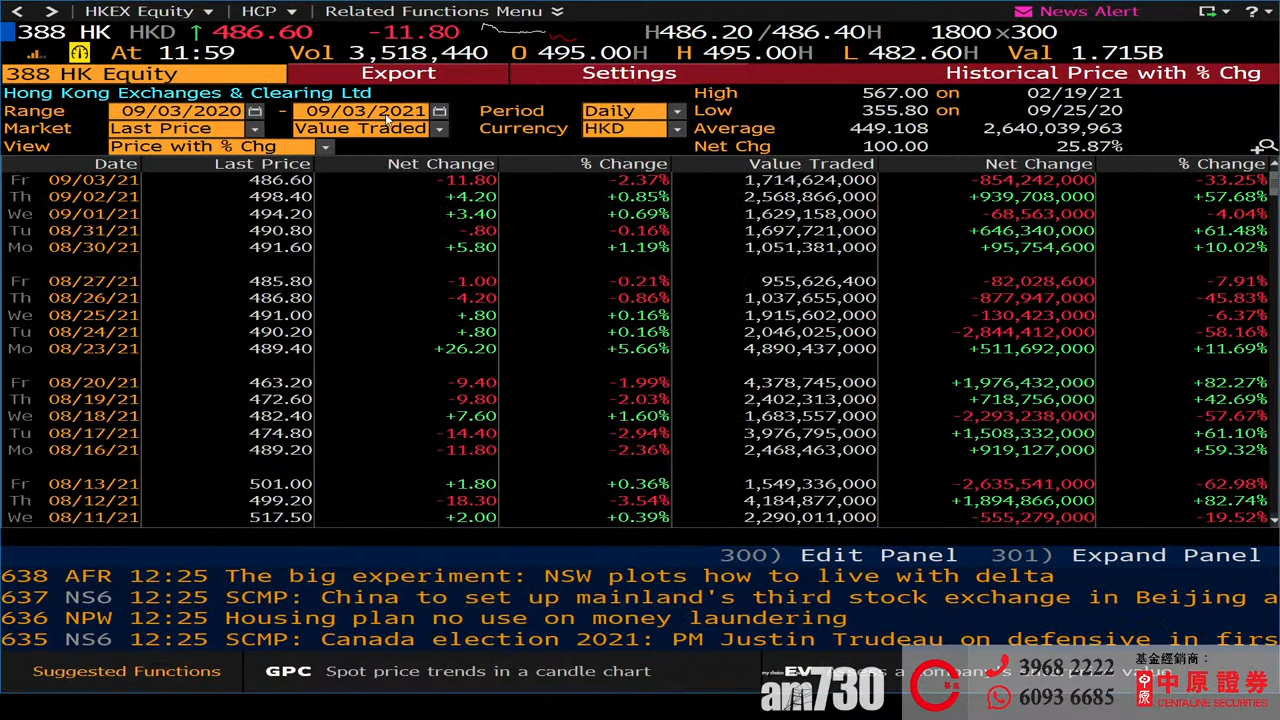 HKEX Equity HCP Related Functions Menu News Alert ?
388 HK HKD ↑ 486.60 -11.80 H486.20/486.40H 1800×300
At 11:59 Vol 3,518,440 O 495.00H H 495.00H L 482.60H Val 1.715B
388 HK Equity Export Settings Historical Price with % Chg
Hong Kong Exchanges & Clearing Ltd High 567.00 on 02/19/21
Range 09/03/2020 - 09/03/2021 Period Daily Low 355.80 on 09/25/20
Market Last Price Value Traded Currency HKD Average 449.108 2,640,039,963
View Price with % Chg Net Chg 100.00 25.87%
Date Last Price Net Change % Change Value Traded Net Change % Change
Fr 09/03/21 486.60 -11.80 -2.37% 1,714,624,000 -854,242,000 -33.25%
Th 09/02/21 498.40 +4.20 +0.85% 2,568,866,000 +939,708,000 +57.68%
We 09/01/21 494.20 +3.40 +0.69% 1,629,158,000 -68,563,000 -4.04%
Tu 08/31/21 490.80 -.80 -0.16% 1,697,721,000 +646,340,000 +61.48%
Mo 08/30/21 491.60 +5.80 +1.19% 1,051,381,000 +95,754,600 +10.02%
Fr 08/27/21 485.80 -1.00 -0.21% 955,626,400 -82,028,600 -7.91%
Th 08/26/21 486.80 -4.20 -0.86% 1,037,655,000 -877,947,000 -45.83%
We 08/25/21 491.00 +.80 +0.16% 1,915,602,000 -130,423,000 -6.37%
Tu 08/24/21 490.20 +.80 +0.16% 2,046,025,000 -2,844,412,000 -58.16%
Mo 08/23/21 489.40 +26.20 +5.66% 4,890,437,000 +511,692,000 +11.69%
Fr 08/20/21 463.20 -9.40 -1.99% 4,378,745,000 +1,976,432,000 +82.27%
Th 08/19/21 472.60 -9.80 -2.03% 2,402,313,000 +718,756,000 +42.69%
We 08/18/21 482.40 +7.60 +1.60% 1,683,557,000 -2,293,238,000 -57.67%
Tu 08/17/21 474.80 -14.40 -2.94% 3,976,795,000 +1,508,332,000 +61.10%
Mo 08/16/21 489.20 -11.80 -2.36% 2,468,463,000 +919,127,000 +59.32%
Fr 08/13/21 501.00 +1.80 +0.36% 1,549,336,000 -2,635,541,000 -62.98%
Th 08/12/21 499.20 -18.30 -3.54% 4,184,877,000 +1,894,866,000 +82.74%
We 08/11/21 517.50 +2.00 +0.39% 2,290,011,000 -555,279,000 -19.52%
300) Edit Panel 301) Expand Panel
638 AFR 12:25 The big experiment: NSW plots how to live with delta
637 NS6 12:25 SCMP: China to set up mainland's third stock exchange in Beijing a
636 NPW 12:25 Housing plan no use on money laundering
635 NS6 12:25 SCMP: Canada election 2021: PM Justin Trudeau on defensive in firs
Suggested Functions GPC Spot price trends in a candle chart EV
am730
基金
3968 2222
6093 6685
基金經銷商：
中原證券
CENTALINE SECURITIES